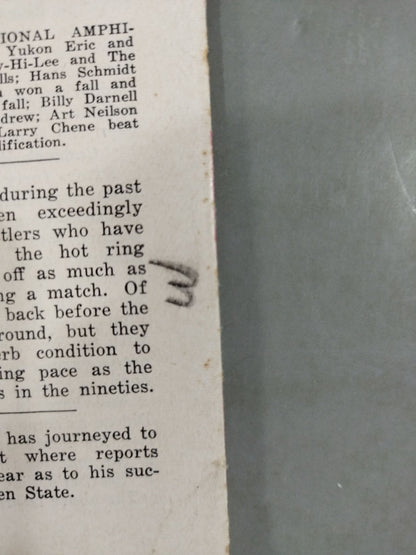 IONAL AMPHI-
Yukon Eric and
y-Hi-Lee and The
lls; Hans Schmidt
won a fall and
fall; Billy Darnell
drew; Art Neilson
Larry Chene beat
lification.
during the past
en exceedingly
tlers who have
the hot ring
off as much as
ng a match. Of
back before the
round, but they
erb condition to
ing pace as the
s in the nineties.
has journeyed to
t where reports
ear as to his suc-
en State.